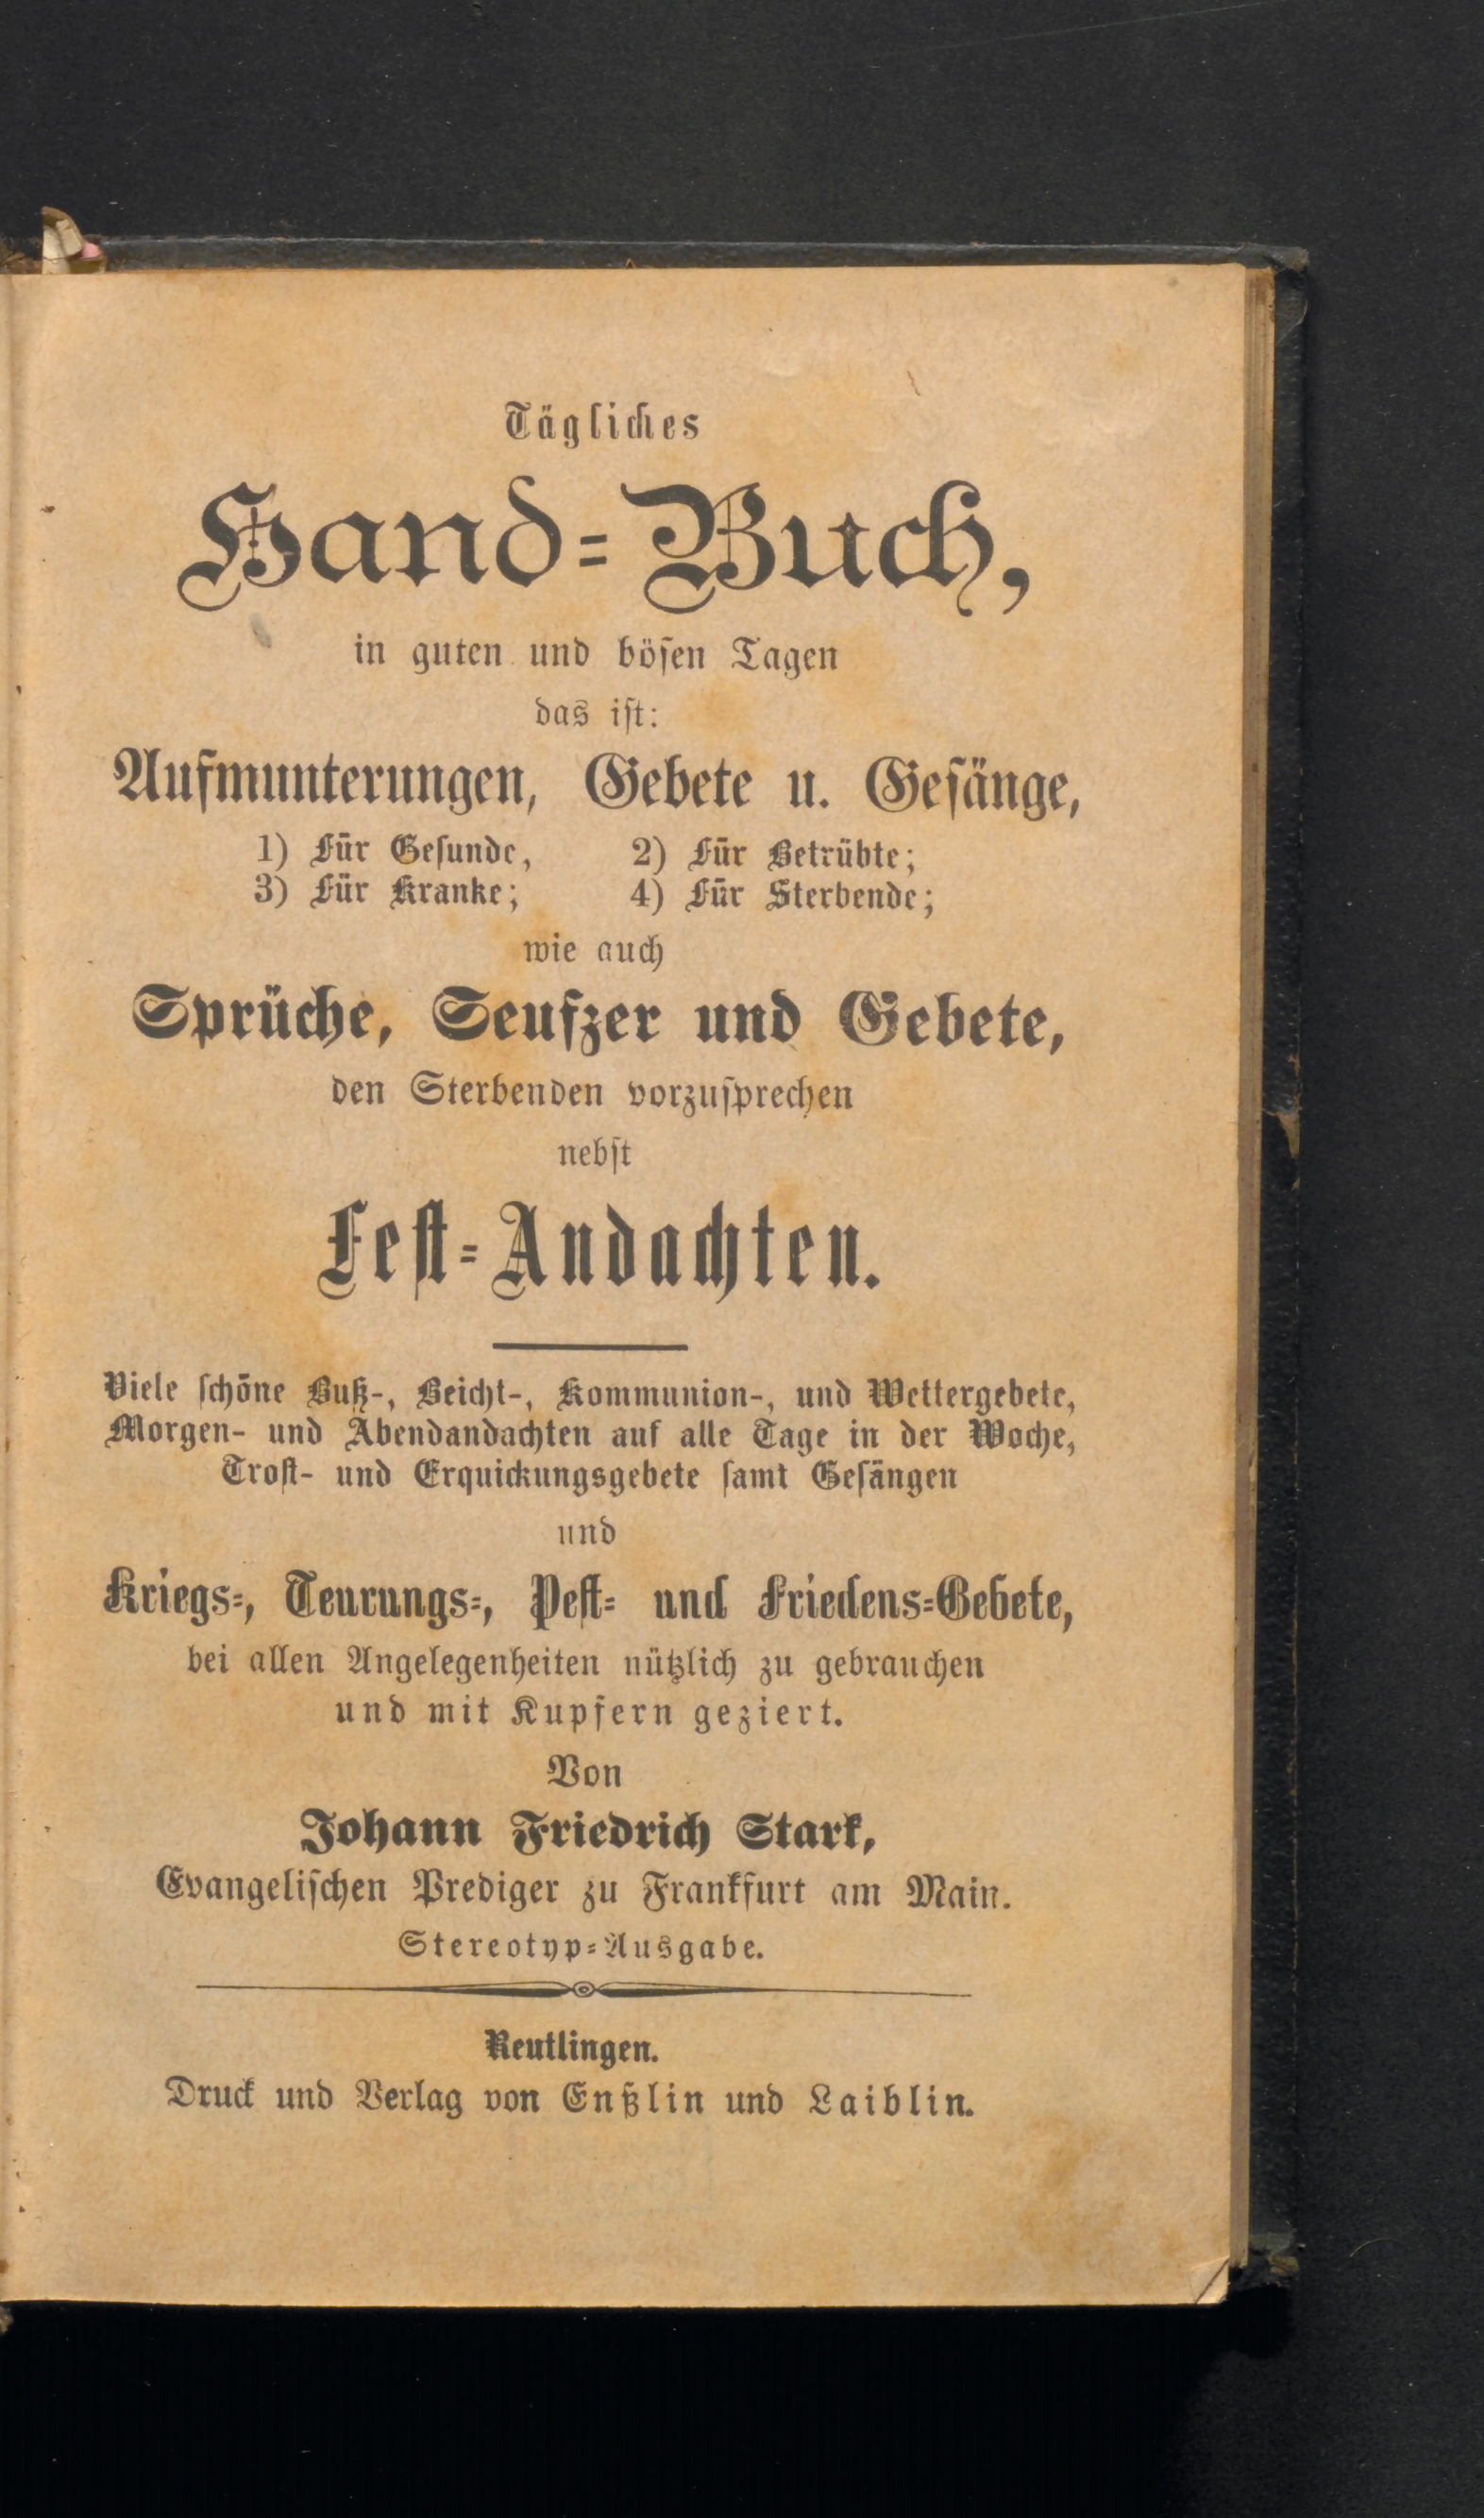 Tägliches
Hand=Buch,
in guten und böſen Tagen
das iſt:
Aufmunterungen, Gebete u. Geſänge,
1) Für Geſunde, 2) Für Betrübte;
3) Für Kranke; 4) Für Sterbende;
wie auch
Sprüche, Seufzer und Gebete,
den Sterbenden vorzuſprechen
nebſt
Feſt=Andachten.
Viele ſchöne Buß-, Beicht-, Kommunion-, und Wettergebete,
Morgen- und Abendandachten auf alle Tage in der Woche,
Troſt- und Erquickungsgebete ſamt Geſängen
und
Kriegs=, Teurungs=, Peſt= und Friedens=Gebete,
bei allen Angelegenheiten nützlich zu gebrauchen
und mit Kupfern geziert.
Von
Johann Friedrich Stark,
Evangeliſchen Prediger zu Frankfurt am Main.
Stereotyp=Ausgabe.
Reutlingen.
Druck und Verlag von Enßlin und Laiblin.